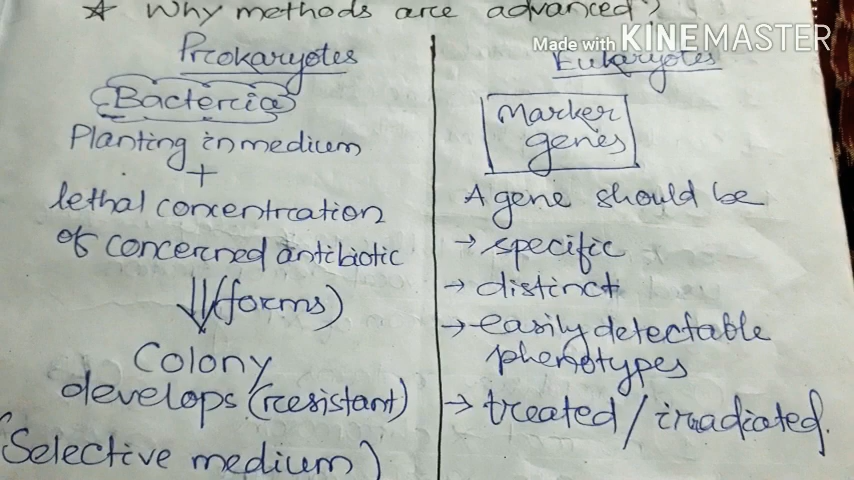 ☆ Why methods are advanced?
Made with KINEMASTER
Prokaryotes
Bacteria
Planting in medium
+
lethal concentration
of concerned antibiotic
(forms)
Colony
develops (resistant)
(Selective medium)
Eukaryotes
Marker
genes
A gene should be
→ specific
→ distinct
→ easily detectable
phenotypes
→ treated / irradiated.